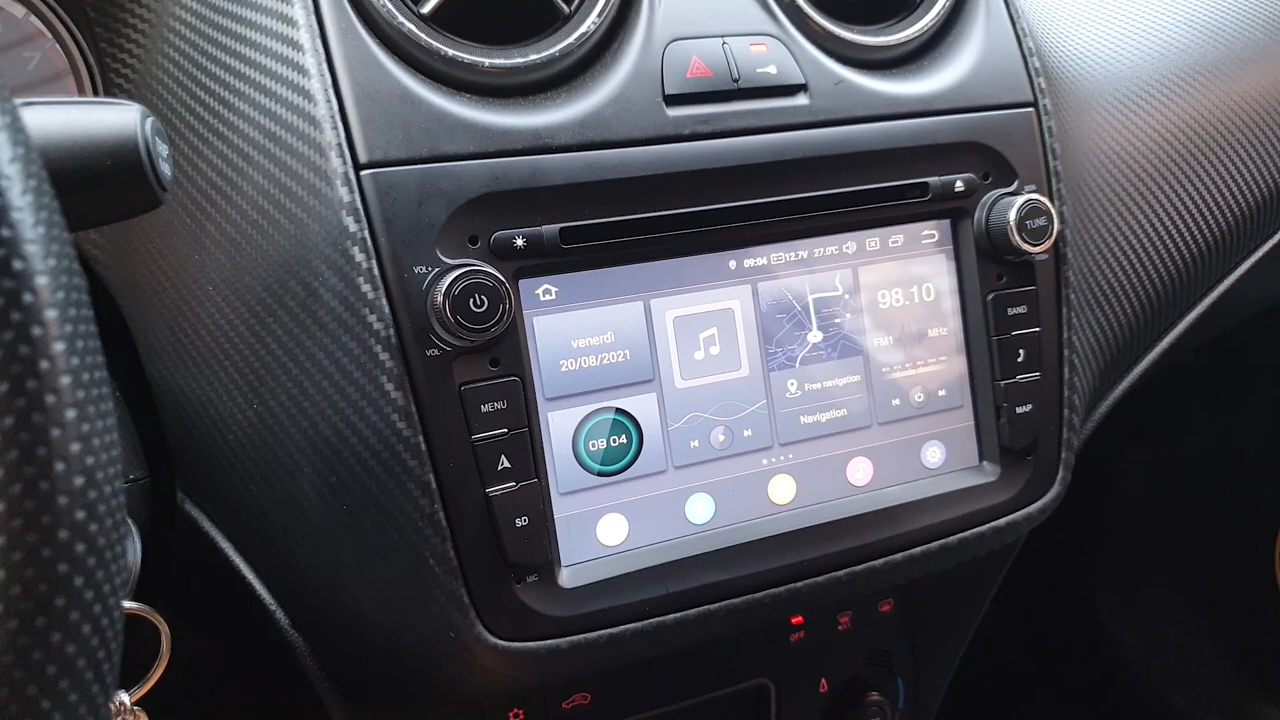 09:04 12.7V 27.0℃
VOL+
VOL-
TUNE
BAND
MAP
MENU
SD
MIC
venerdì
20/08/2021
09 04
Free navigation
Navigation
98.10
FM1 MHz
OFF